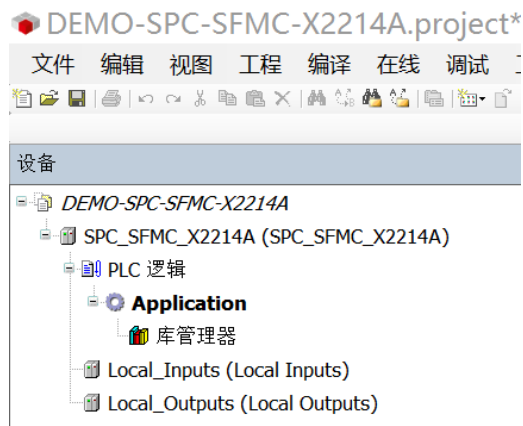 DEMO-SPC-SFMC-X2214A.project*
文件 编辑 视图 工程 编译 在线 调试
设备
DEMO-SPC-SFMC-X2214A
SPC_SFMC_X2214A (SPC_SFMC_X2214A)
PLC 逻辑
Application
库管理器
Local_Inputs (Local Inputs)
Local_Outputs (Local Outputs)